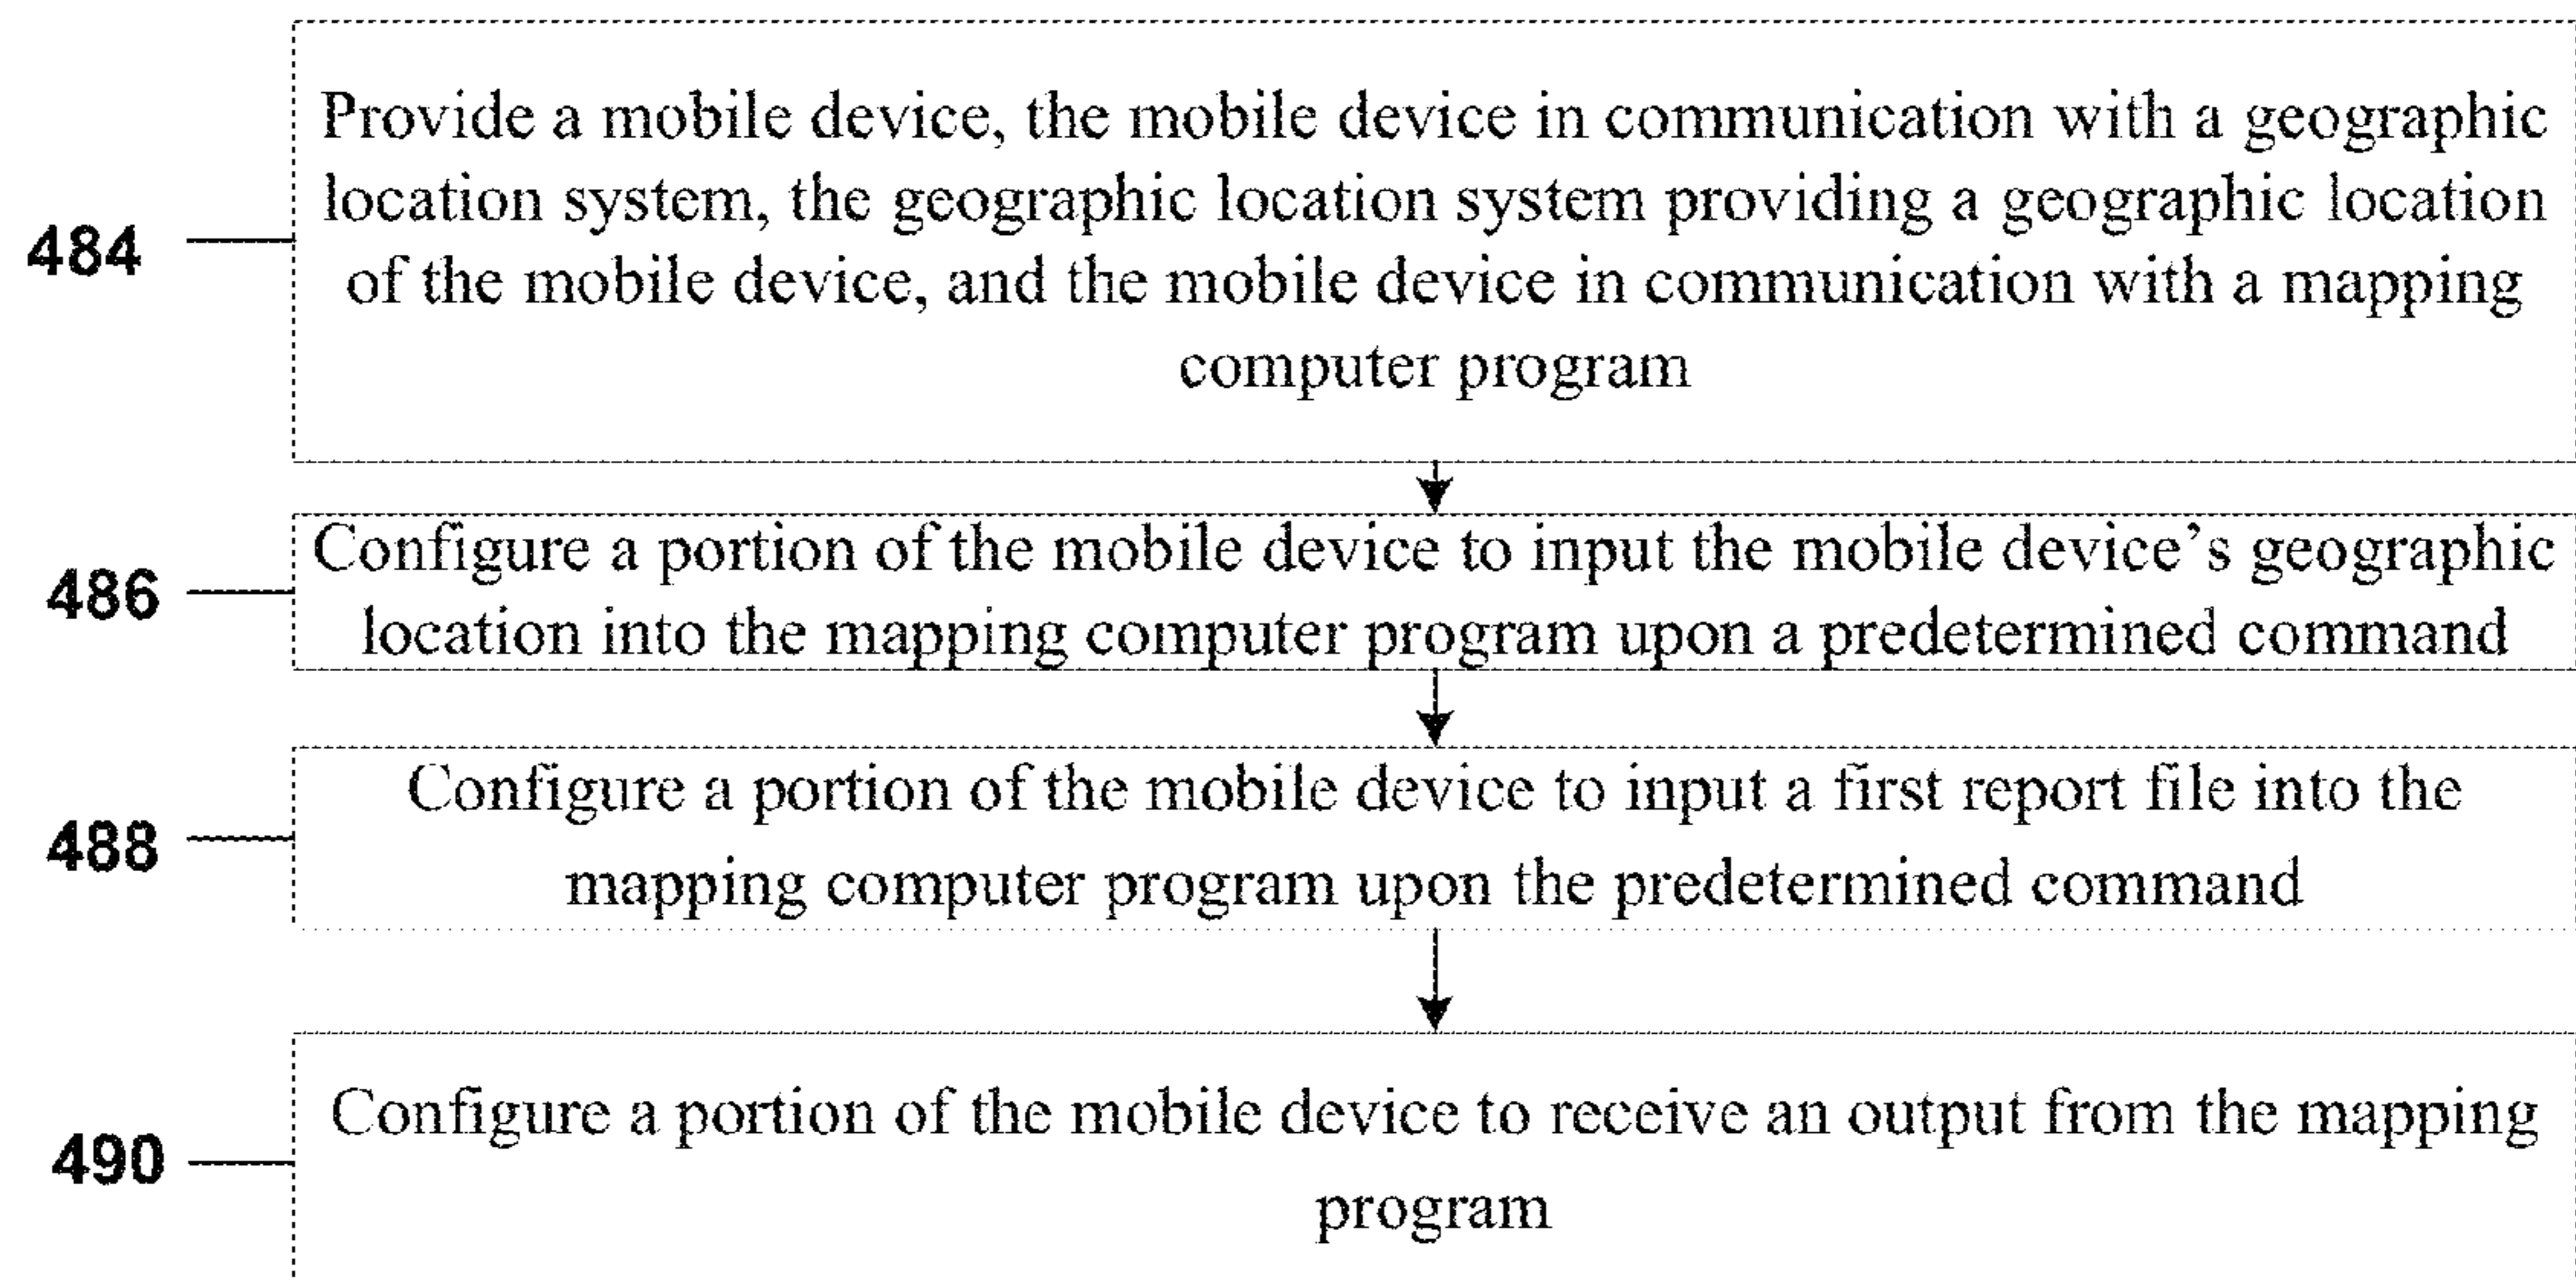 Provide a mobile device, the mobile device in communication with a geographic
location system, the geographic location system providing a geographic location
484
of the mobile device, and the mobile device in communication with a mapping
computer program
Configure a portion of the mobile device to input the mobile device's geographic
486
location into the mapping computer program upon a predetermined command
Configure a portion of the mobile device to input a first report file into the
488
mapping computer program upon the predetermined command
Configure a portion of the mobile device to receive an output from the mapping
490
program